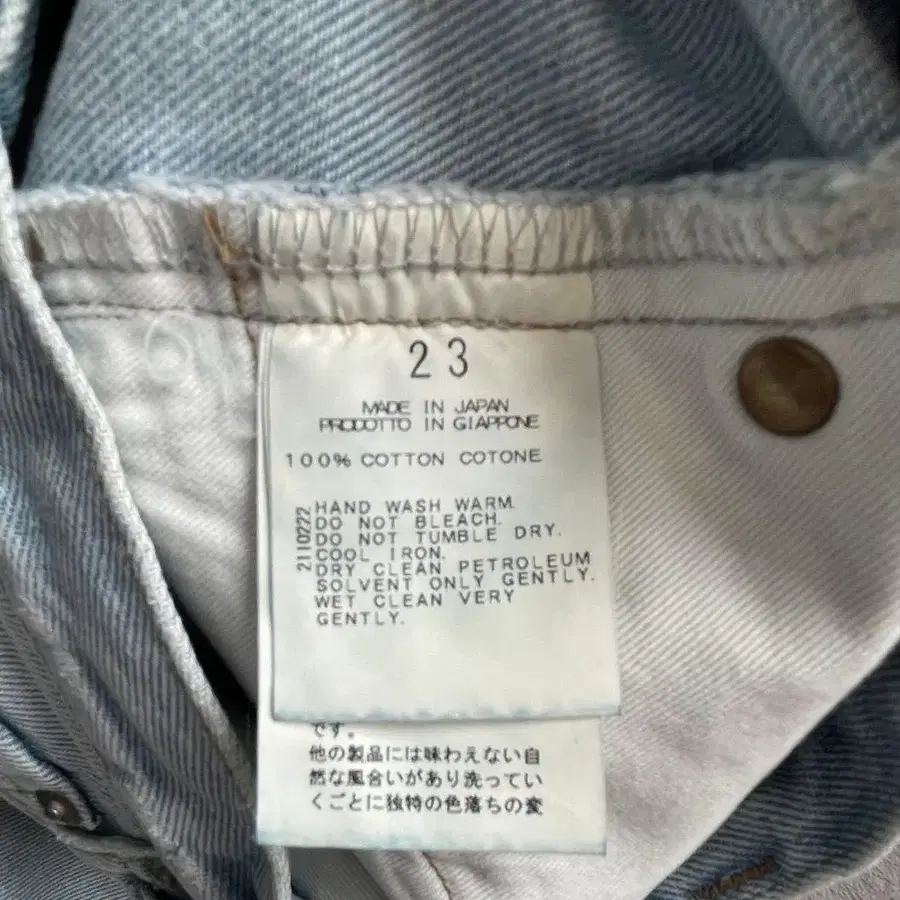 23
MADE IN JAPAN
PRODOTTO IN GIAPPONE
100% COTTON COTONE
2110222
HAND WASH WARM.
DO NOT BLEACH.
DO NOT TUMBLE DRY.
COOL IRON.
DRY CLEAN PETROLEUM
SOLVENT ONLY GENTLY.
WET CLEAN VERY
GENTLY.
です。
他の製品には味わえない自
然な風合いがあり洗ってい
くごとに独特の色落ちの変